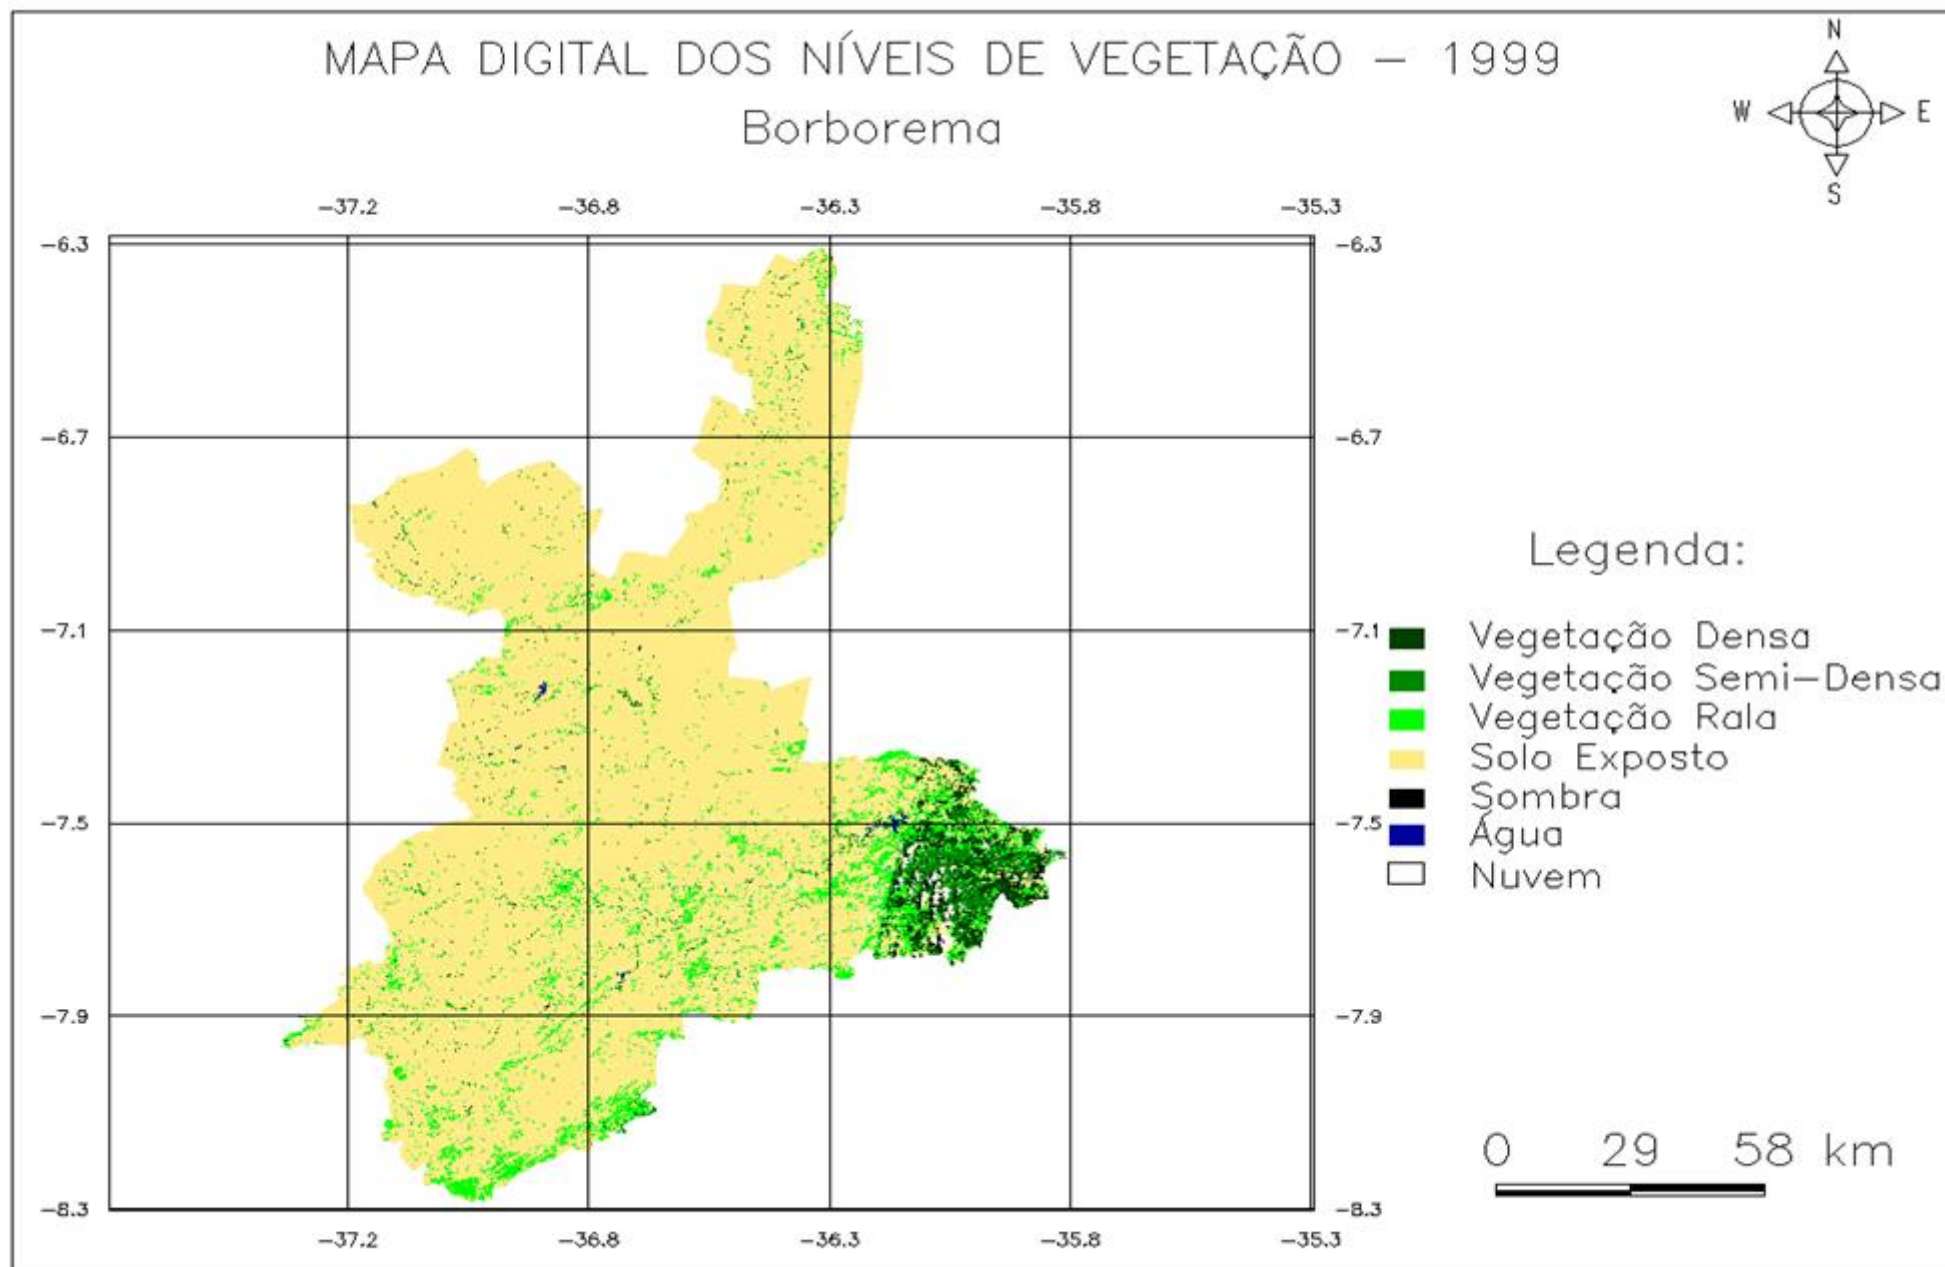 MAPA DIGITAL DOS NÍVEIS DE VEGETAÇÃO – 1999
Borborema
N
W E
S
-37.2 -36.8 -36.3 -35.8 -35.3
-6.3 -6.3
-6.7 -6.7
-7.1 -7.1
-7.5 -7.5
-7.9 -7.9
-8.3 -8.3
-37.2 -36.8 -36.3 -35.8 -35.3
Legenda:
Vegetação Densa
Vegetação Semi-Densa
Vegetação Rala
Solo Exposto
Sombra
Água
Nuvem
0 29 58 km